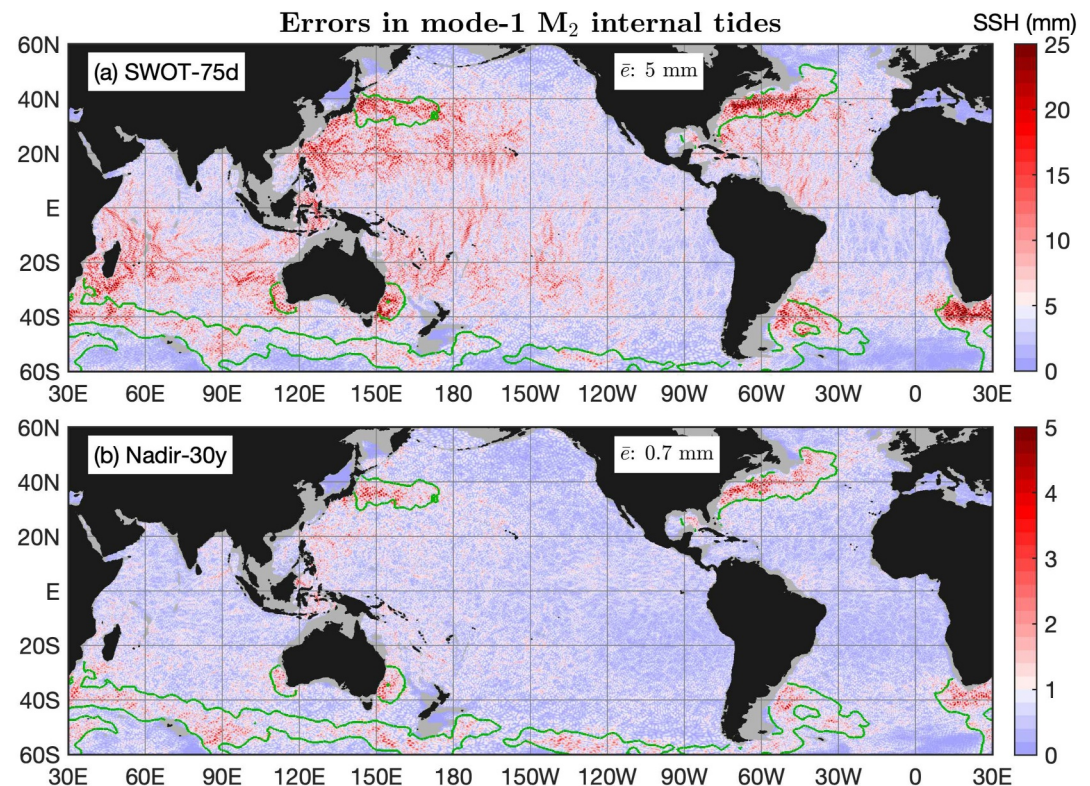 Errors in mode-1 M₂ internal tides
SSH (mm)
60N
(a) SWOT-75d
ē: 5 mm
25
40N
20
20N
15
E
10
20S
5
40S
60S
0
30E 60E 90E 120E 150E 180 150W 120W 90W 60W 30W 0 30E
60N
(b) Nadir-30y
ē: 0.7 mm
5
40N
4
20N
3
E
2
20S
1
40S
60S
0
30E 60E 90E 120E 150E 180 150W 120W 90W 60W 30W 0 30E